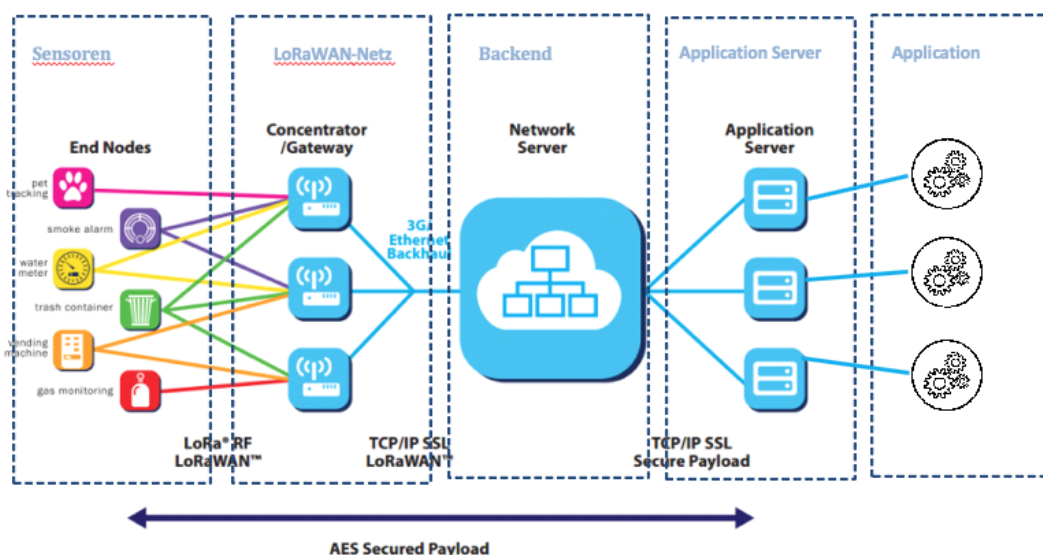 Sensoren
LoRaWAN-Netz
Backend
Application Server
Application
End Nodes
Concentrator
/Gateway
Network
Server
Application
Server
pet
tracking
smoke alarm
water
meter
trash container
vending
machine
gas monitoring
3G/
Ethernet
Backhaul
LoRa® RF
LoRaWAN™
TCP/IP SSL
LoRaWAN™
TCP/IP SSL
Secure Payload
AES Secured Payload